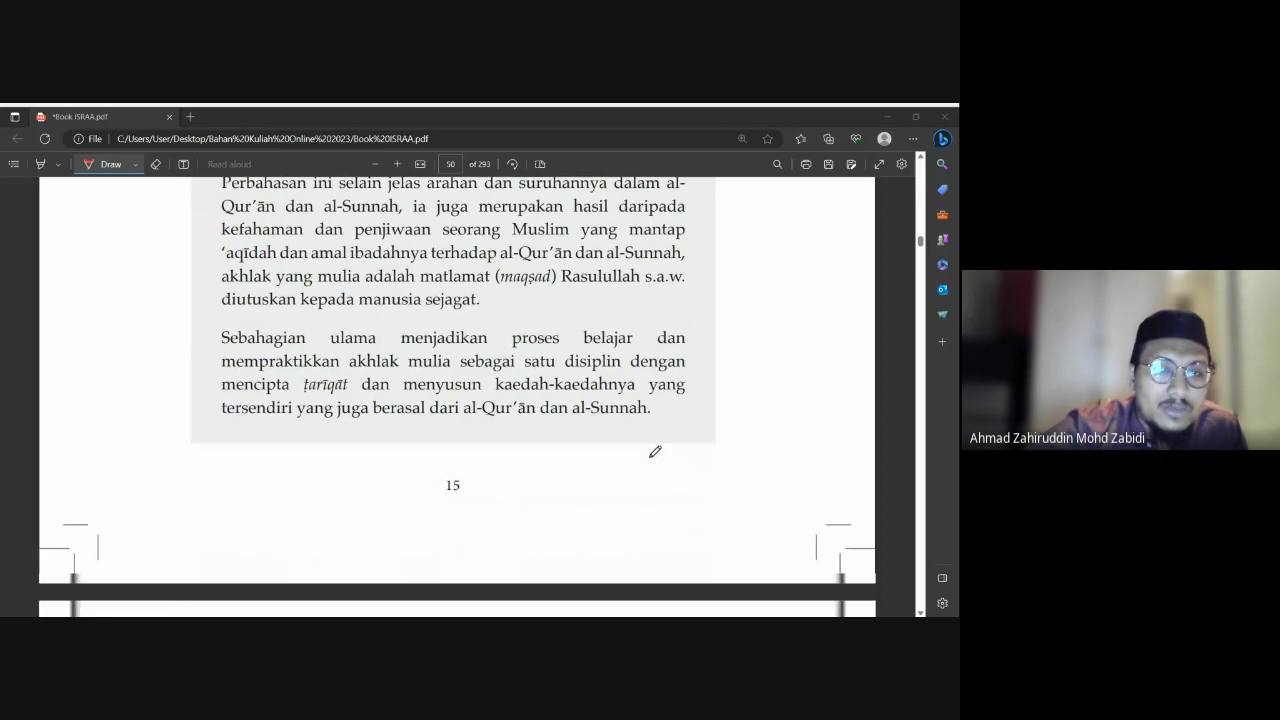 *Book ISRAA.pdf
File
C:/Users/User/Desktop/Bahan%20Kuliah%20Online%202023/Book%20ISRAA.pdf
Draw
Read aloud
50 of 293
Perbahasan ini selain jelas arahan dan suruhannya dalam al-
Qur’ān dan al-Sunnah, ia juga merupakan hasil daripada
kefahaman dan penjiwaan seorang Muslim yang mantap
‘aqīdah dan amal ibadahnya terhadap al-Qur’ān dan al-Sunnah,
akhlak yang mulia adalah matlamat (maqṣad) Rasulullah s.a.w.
diutuskan kepada manusia sejagat.
Sebahagian ulama menjadikan proses belajar dan
mempraktikkan akhlak mulia sebagai satu disiplin dengan
mencipta ṭarīqāt dan menyusun kaedah-kaedahnya yang
tersendiri yang juga berasal dari al-Qur’ān dan al-Sunnah.
15
Ahmad Zahiruddin Mohd Zabidi